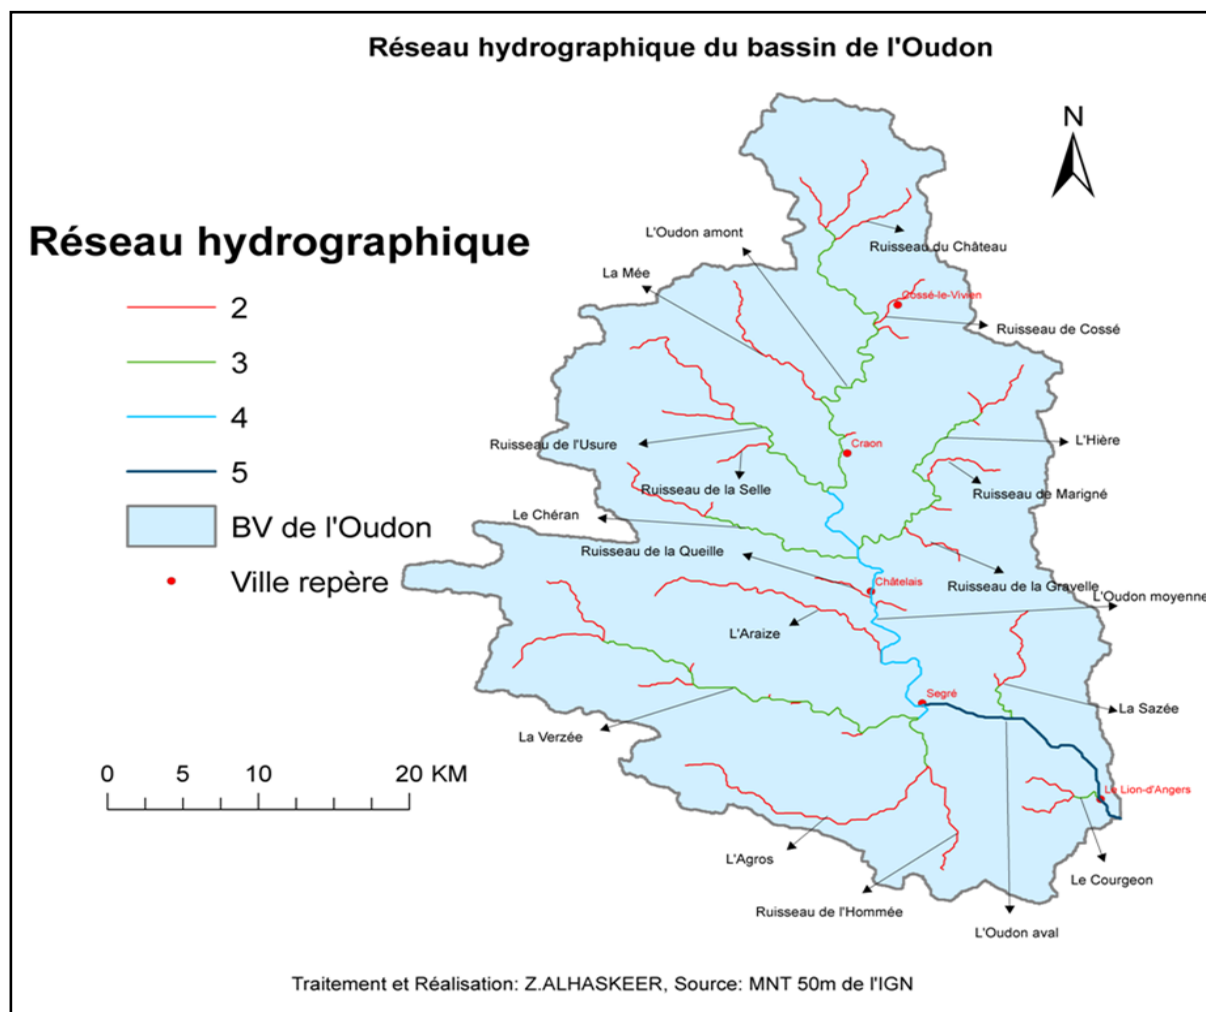 Réseau hydrographique du bassin de l'Oudon
N
Réseau hydrographique
2
3
4
5
BV de l'Oudon
Ville repère
0 5 10 20 KM
L'Oudon amont
Ruisseau du Château
La Mée
Cossé-le-Vivien
Ruisseau de Cossé
Ruisseau de l'Usure
Craon
L'Hière
Ruisseau de la Selle
Ruisseau de Marigné
Le Chéran
Ruisseau de la Queille
Châtelais
Ruisseau de la Gravelle
L'Oudon moyenne
L'Araize
Segré
La Sazée
La Verzée
Le Lion-d'Angers
L'Agros
Le Courgeon
Ruisseau de l'Hommée
L'Oudon aval
Traitement et Réalisation: Z.ALHASKEER, Source: MNT 50m de l'IGN